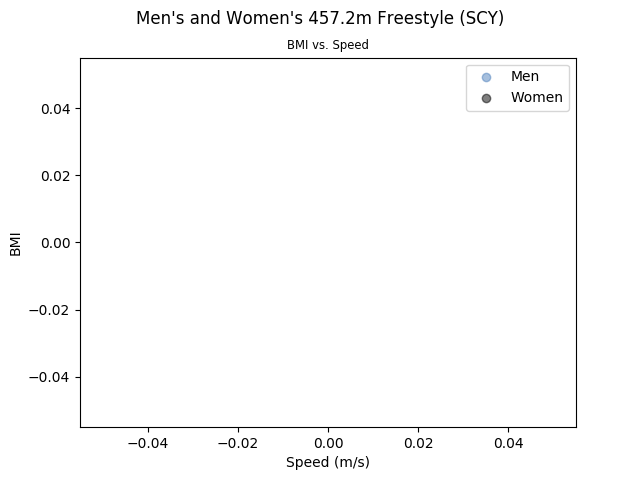 Men's and Women's 457.2m Freestyle (SCY)
BMI vs. Speed
Men
Women
0.04
0.02
0.00
−0.02
−0.04
BMI
−0.04
−0.02
0.00
0.02
0.04
Speed (m/s)